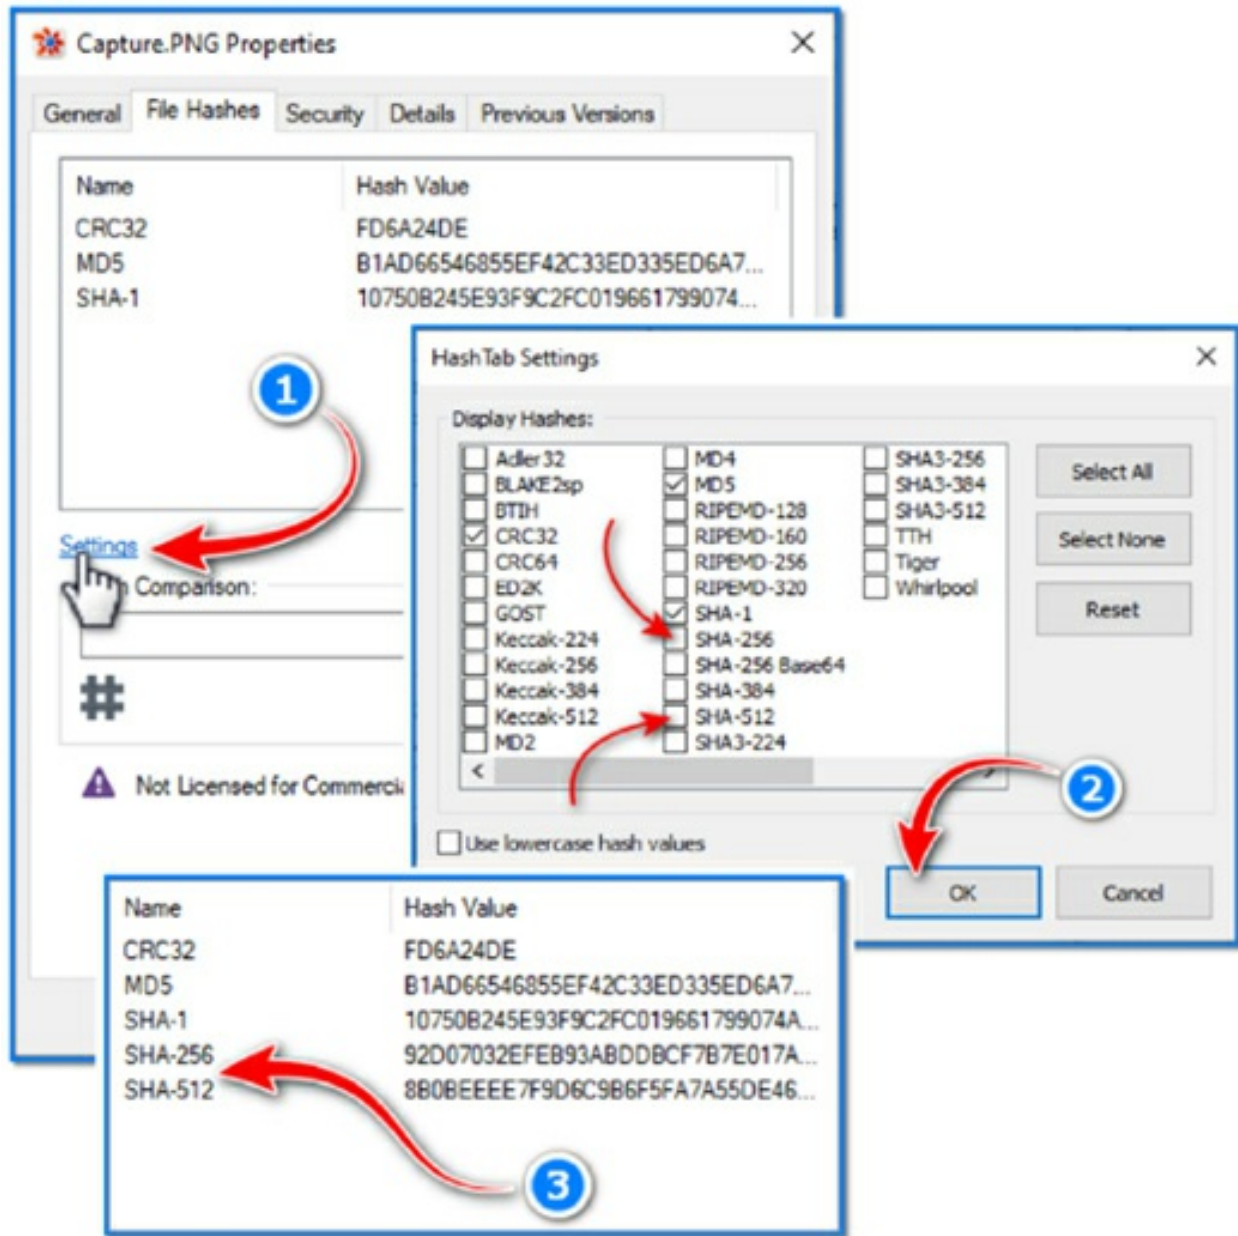 Capture.PNG Properties
General File Hashes Security Details Previous Versions
Name Hash Value
CRC32 FD6A24DE
MD5 B1AD66546855EF42C33ED335ED6A7...
SHA-1 10750B245E93F9C2FC019661799074...
1
Settings
Comparison:
#
Not Licensed for Commerci
HashTab Settings
Display Hashes:
Adler32 MD4 SHA3-256
BLAKE2sp MD5 SHA3-384
BTIH RIPEMD-128 SHA3-512
CRC32 RIPEMD-160 TTH
CRC64 RIPEMD-256 Tiger
ED2K RIPEMD-320 Whirlpool
GOST SHA-1
Keccak-224 SHA-256
Keccak-256 SHA-256 Base64
Keccak-384 SHA-384
Keccak-512 SHA-512
MD2 SHA3-224
Select All
Select None
Reset
2
Use lowercase hash values
OK Cancel
Name Hash Value
CRC32 FD6A24DE
MD5 B1AD66546855EF42C33ED335ED6A7...
SHA-1 10750B245E93F9C2FC019661799074A...
SHA-256 92D07032EFEB93ABDDBCF7B7E017A...
SHA-512 8B0BEEEE7F9D6C9B6F5FA7A55DE46...
3